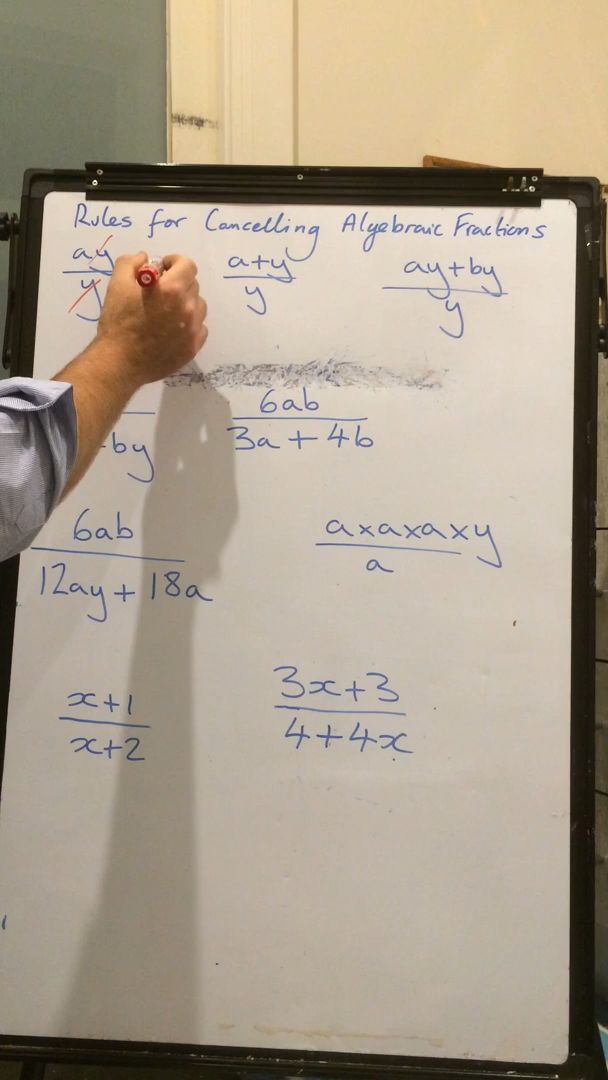 Rules for Cancelling Algebraic Fractions
ay a+y ay+by
y y y
6ab
+by 3a + 4b
6ab a×a×a×y
12ay + 18a a
x+1 3x+3
x+2 4+4x